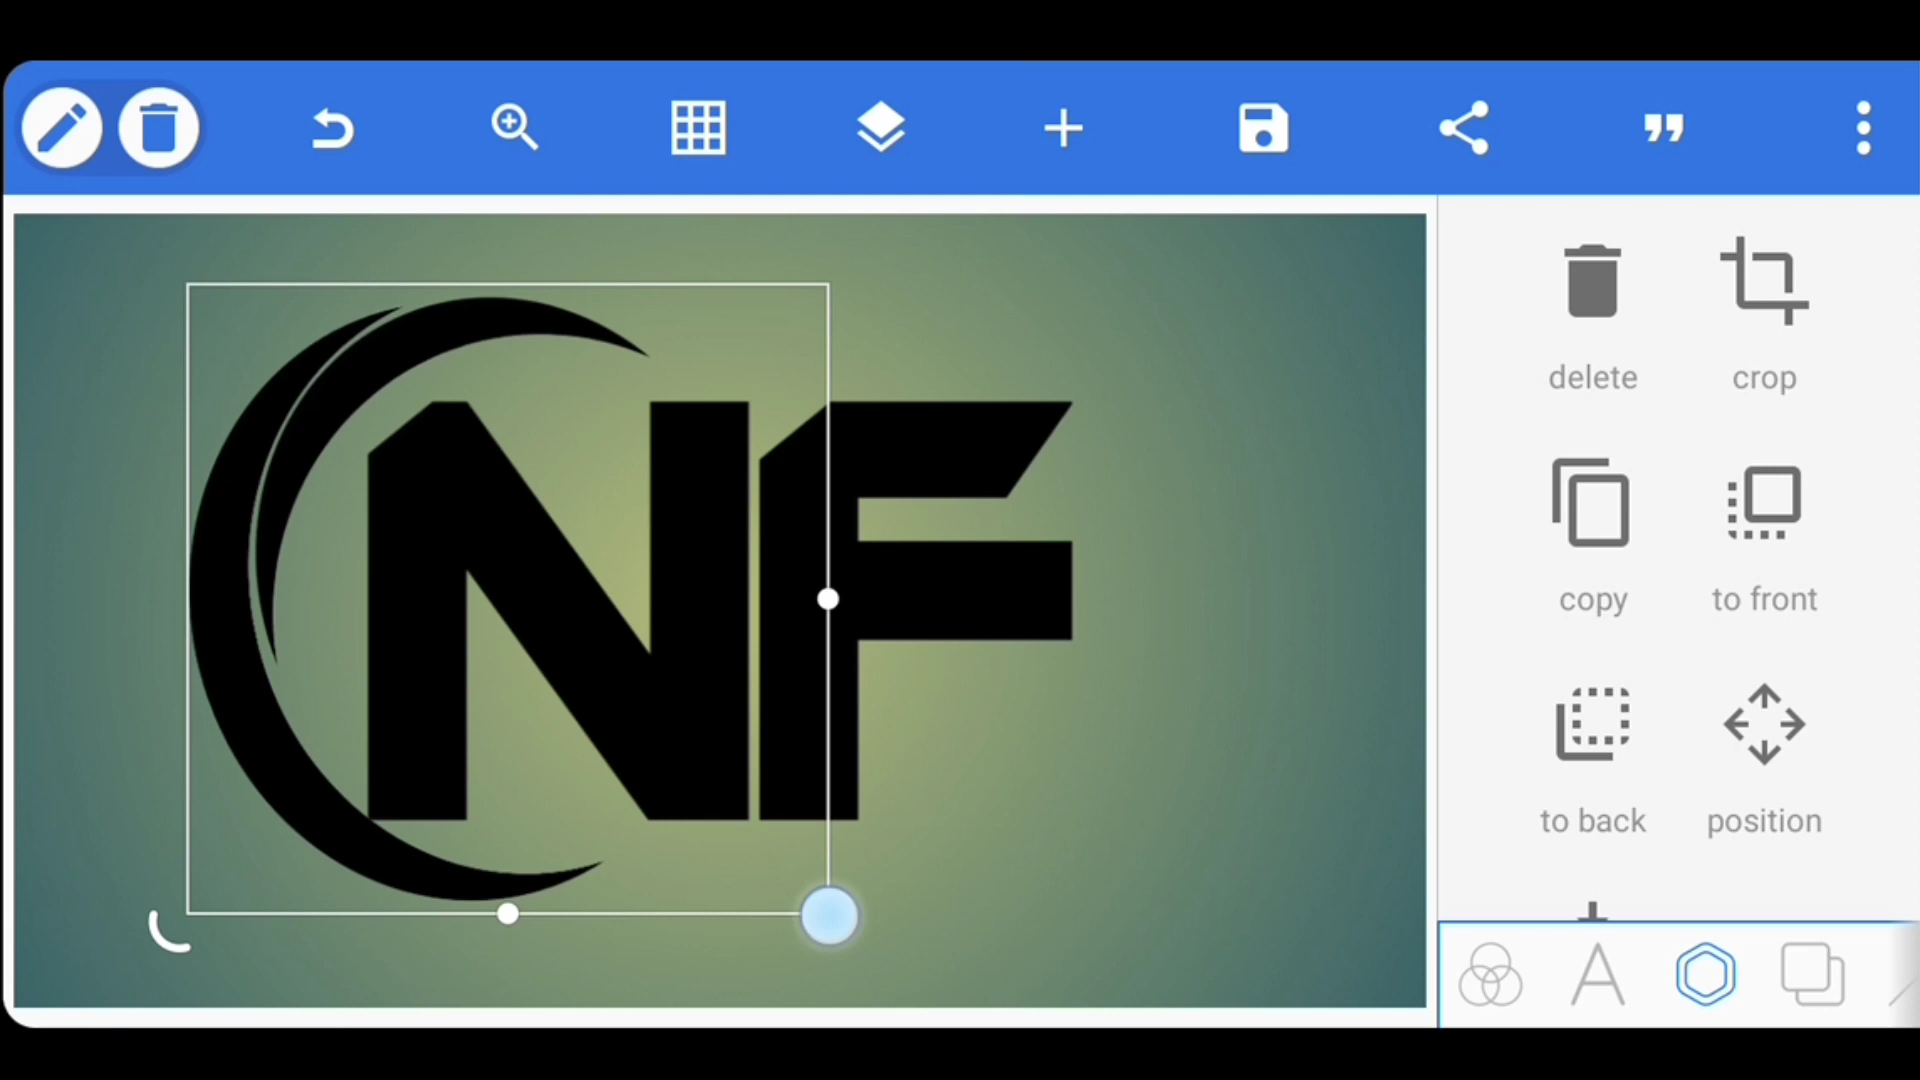 NF
delete
crop
copy
to front
to back
position